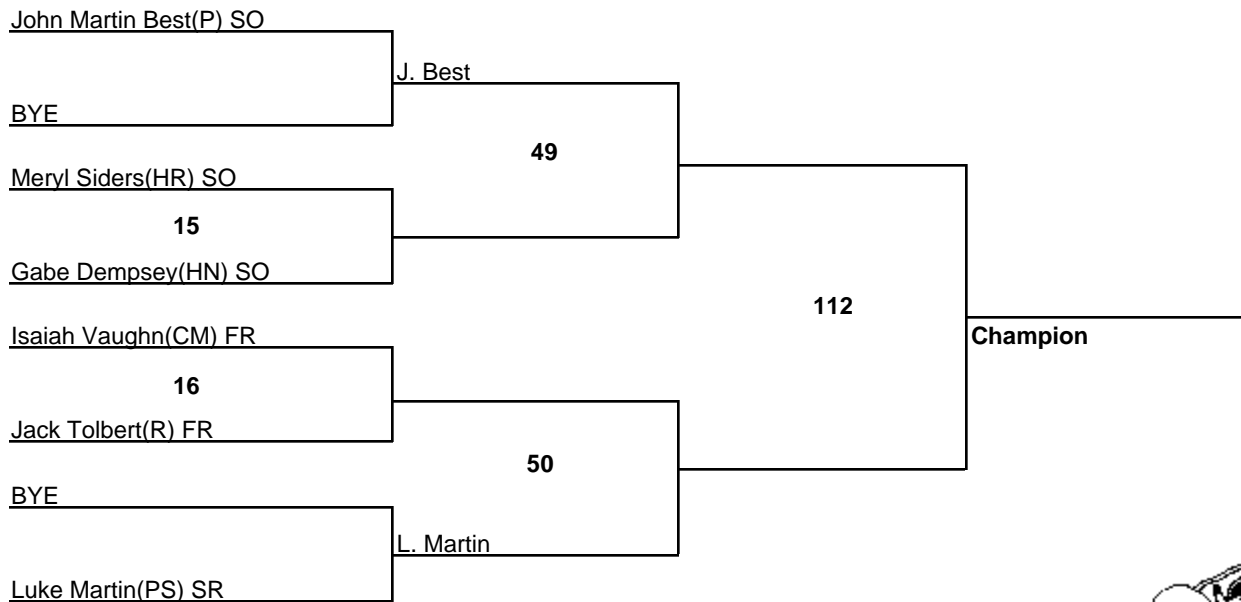 John Martin Best(P) SO
J. Best
BYE
49
Meryl Siders(HR) SO
15
Gabe Dempsey(HN) SO
112
Isaiah Vaughn(CM) FR
Champion
16
Jack Tolbert(R) FR
50
BYE
L. Martin
Luke Martin(PS) SR